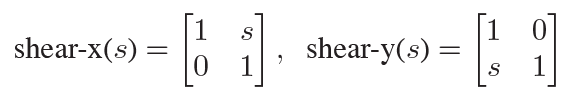 shear-x(s) = [1 s; 0 1], shear-y(s) = [1 0; s 1]